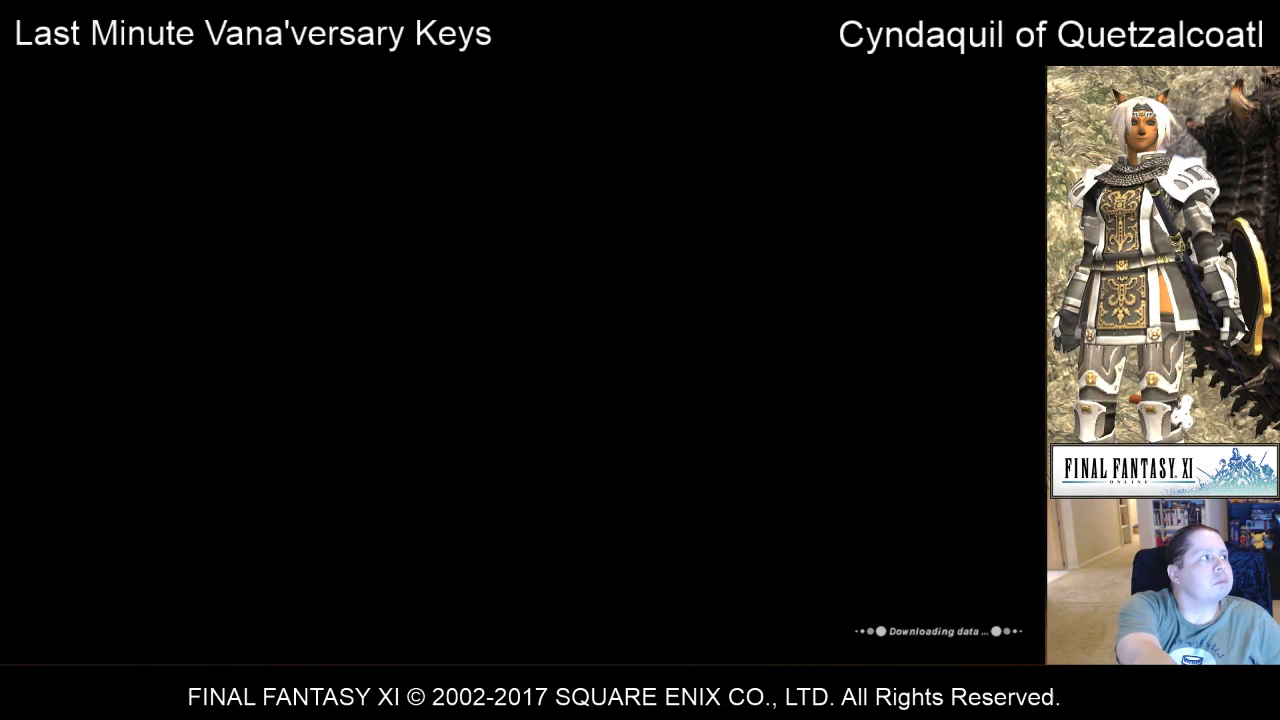 Last Minute Vana'versary Keys
Cyndaquil of Quetzalcoatl
FINAL FANTASY XI
ONLINE
Downloading data ...
FINAL FANTASY XI © 2002-2017 SQUARE ENIX CO., LTD. All Rights Reserved.